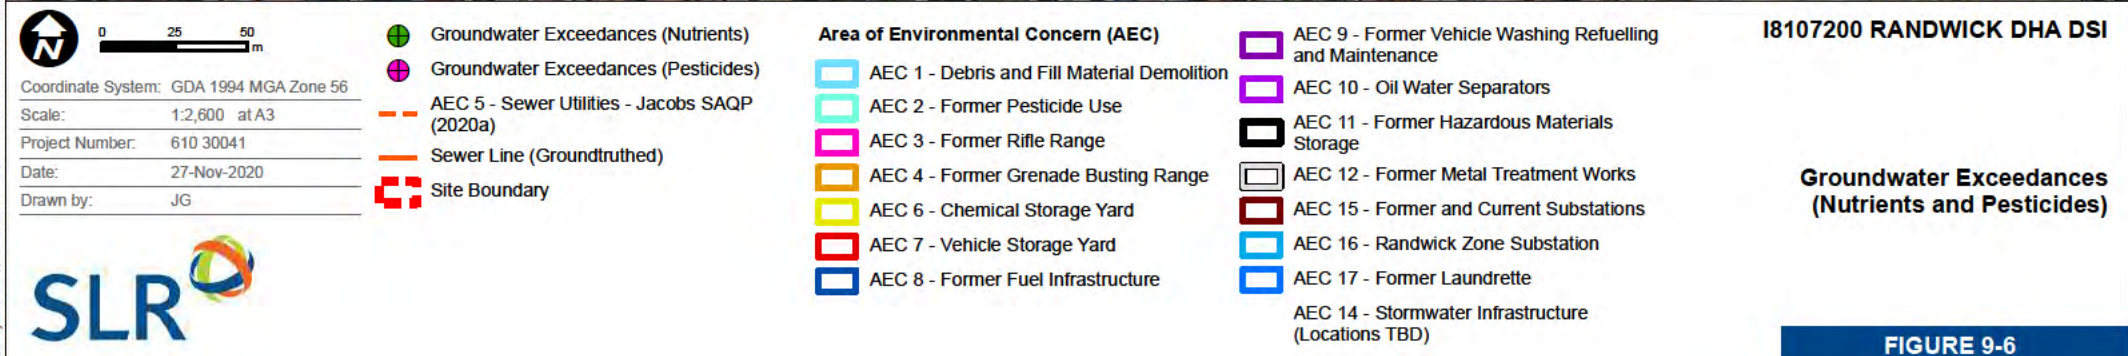 N
0 25 50
m
Coordinate System: GDA 1994 MGA Zone 56
Scale: 1:2,600 at A3
Project Number: 610 30041
Date: 27-Nov-2020
Drawn by: JG
SLR
Groundwater Exceedances (Nutrients)
Groundwater Exceedances (Pesticides)
AEC 5 - Sewer Utilities - Jacobs SAQP
(2020a)
Sewer Line (Groundtruthed)
Site Boundary
Area of Environmental Concern (AEC)
AEC 1 - Debris and Fill Material Demolition
AEC 2 - Former Pesticide Use
AEC 3 - Former Rifle Range
AEC 4 - Former Grenade Busting Range
AEC 6 - Chemical Storage Yard
AEC 7 - Vehicle Storage Yard
AEC 8 - Former Fuel Infrastructure
AEC 9 - Former Vehicle Washing Refuelling
and Maintenance
AEC 10 - Oil Water Separators
AEC 11 - Former Hazardous Materials
Storage
AEC 12 - Former Metal Treatment Works
AEC 15 - Former and Current Substations
AEC 16 - Randwick Zone Substation
AEC 17 - Former Laundrette
AEC 14 - Stormwater Infrastructure
(Locations TBD)
I8107200 RANDWICK DHA DSI
Groundwater Exceedances
(Nutrients and Pesticides)
FIGURE 9-6